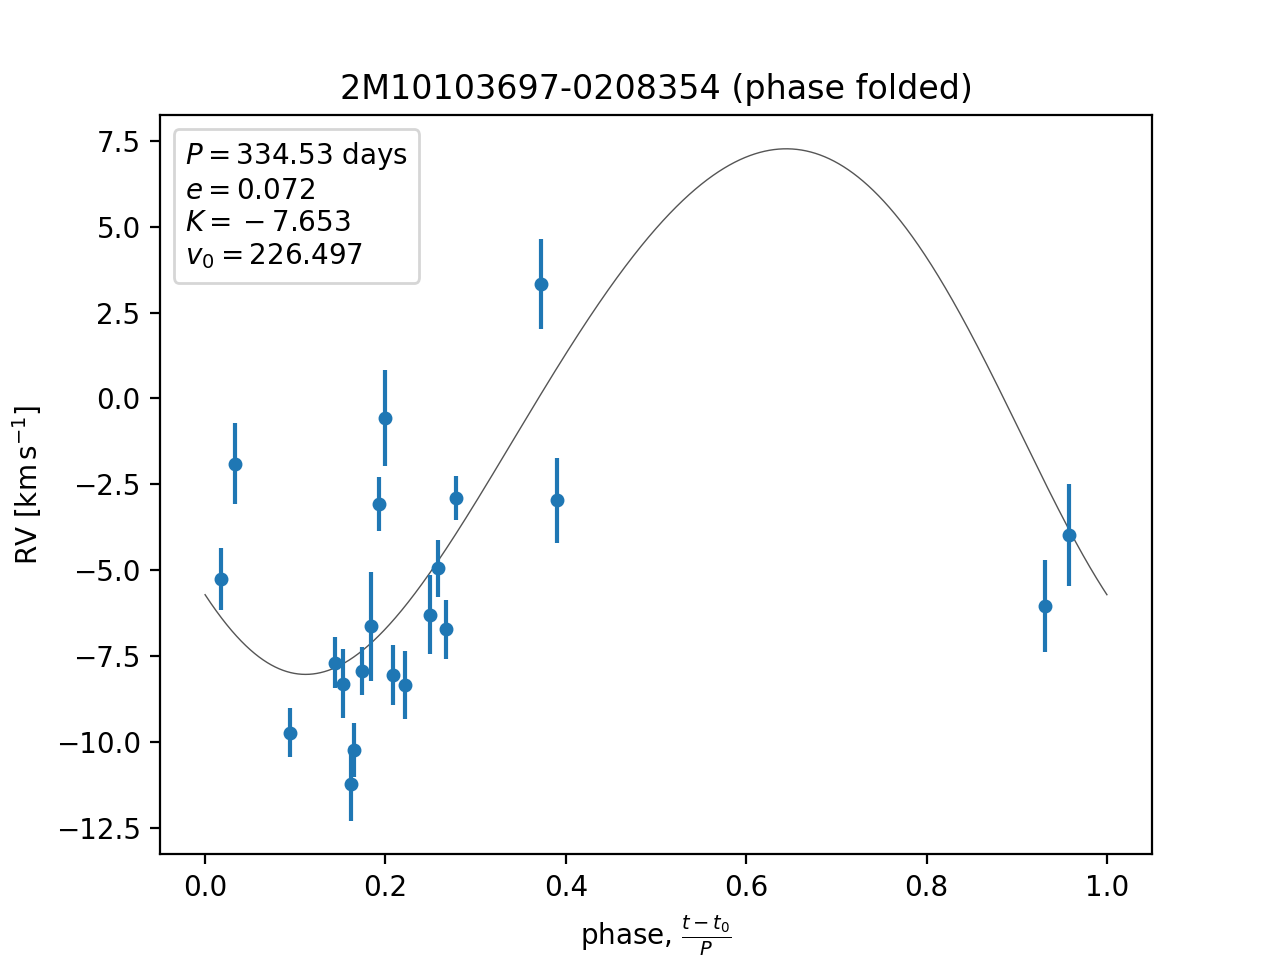 2M10103697-0208354 (phase folded)
P = 334.53 days
e = 0.072
K = −7.653
v₀ = 226.497
7.5
5.0
2.5
0.0
−2.5
−5.0
−7.5
−10.0
−12.5
RV [km s⁻¹]
0.0 0.2 0.4 0.6 0.8 1.0
phase, (t − t₀)/P